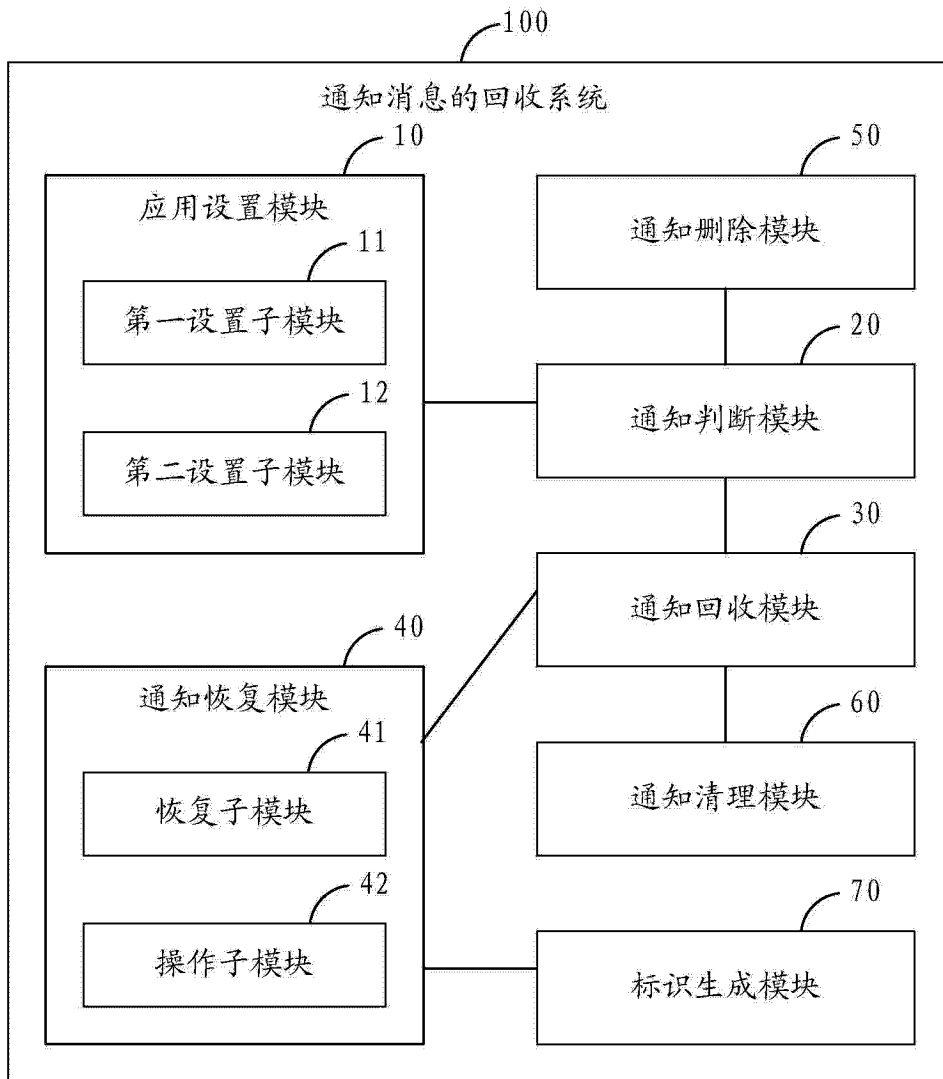 100
通知消息的回收系统
10
应用设置模块
11
第一设置子模块
12
第二设置子模块
50
通知删除模块
20
通知判断模块
30
通知回收模块
40
通知恢复模块
41
恢复子模块
42
操作子模块
60
通知清理模块
70
标识生成模块